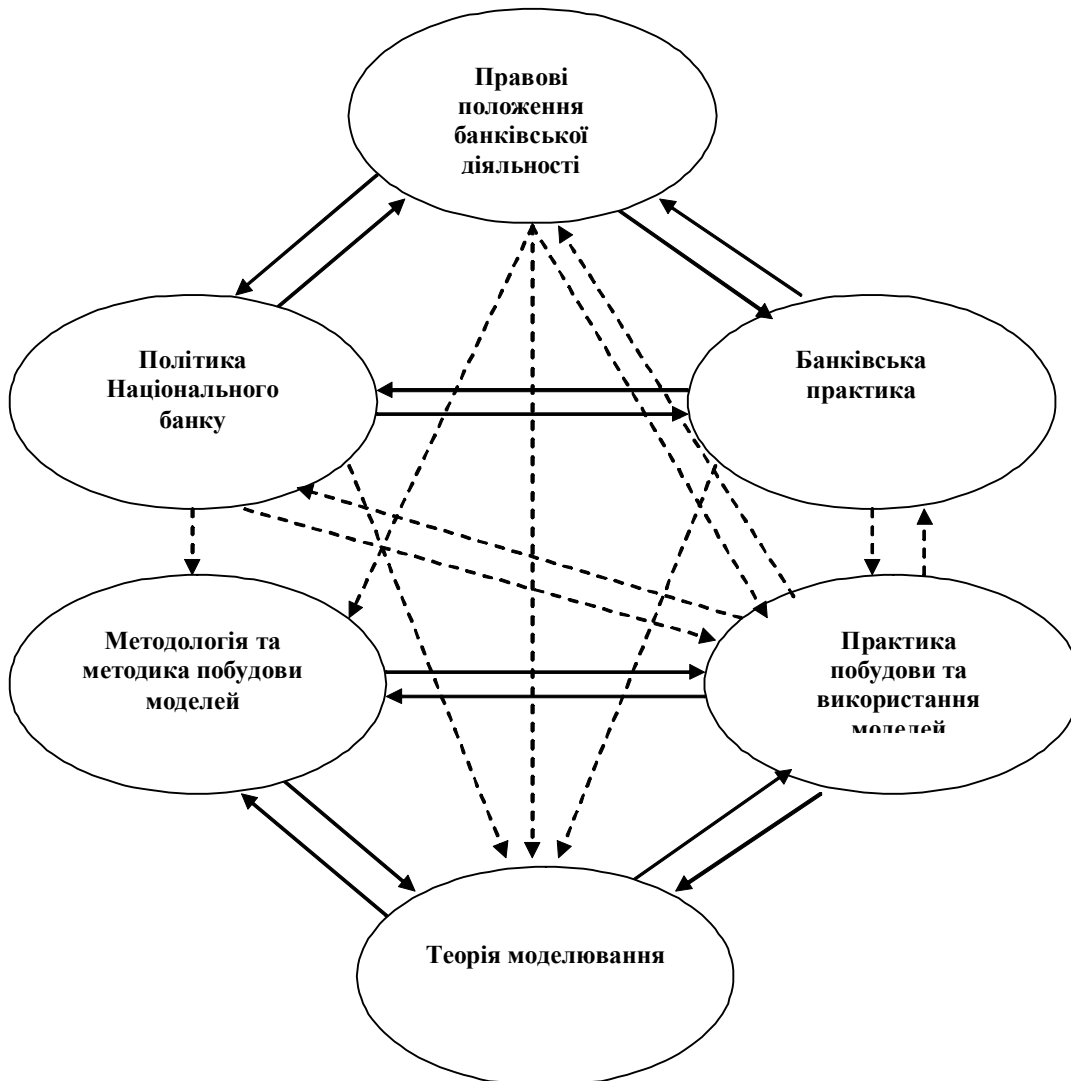 Правові
положення
банківської
діяльності
Політика
Національного
банку
Банківська
практика
Методологія та
методика побудови
моделей
Практика
побудови та
використання
моделей
Теорія моделювання